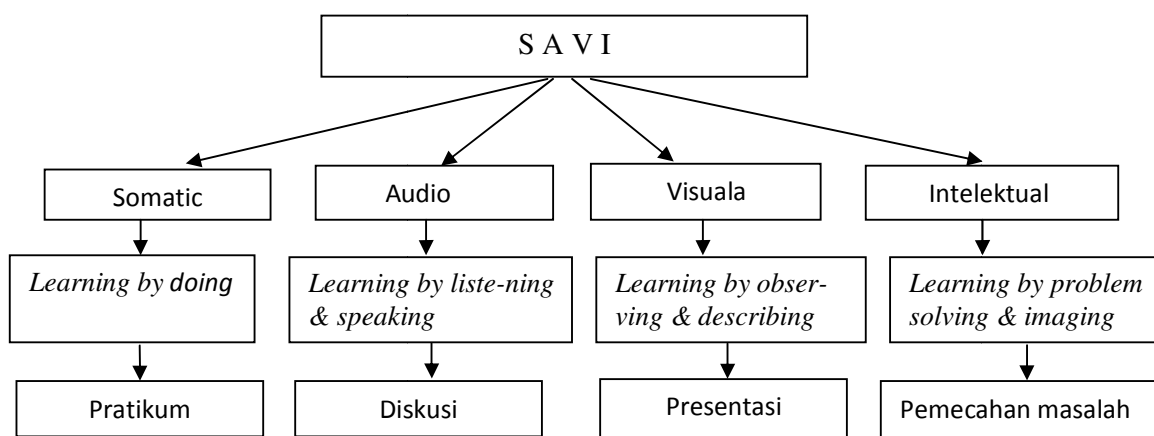 S A V I
Somatic
Audio
Visuala
Intelektual
Learning by doing
Learning by liste-ning
& speaking
Learning by obser-
ving & describing
Learning by problem
solving & imaging
Pratikum
Diskusi
Presentasi
Pemecahan masalah